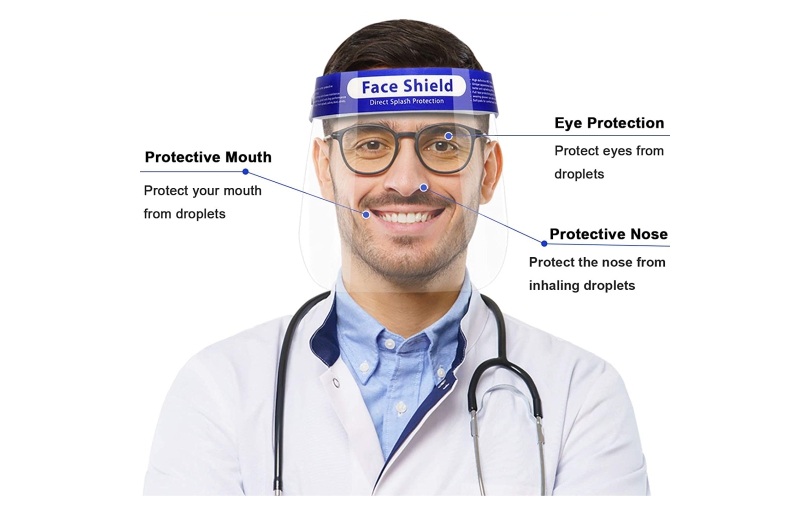 Face Shield
Direct Splash Protection
Eye Protection
Protect eyes from
droplets
Protective Mouth
Protect your mouth
from droplets
Protective Nose
Protect the nose from
inhaling droplets